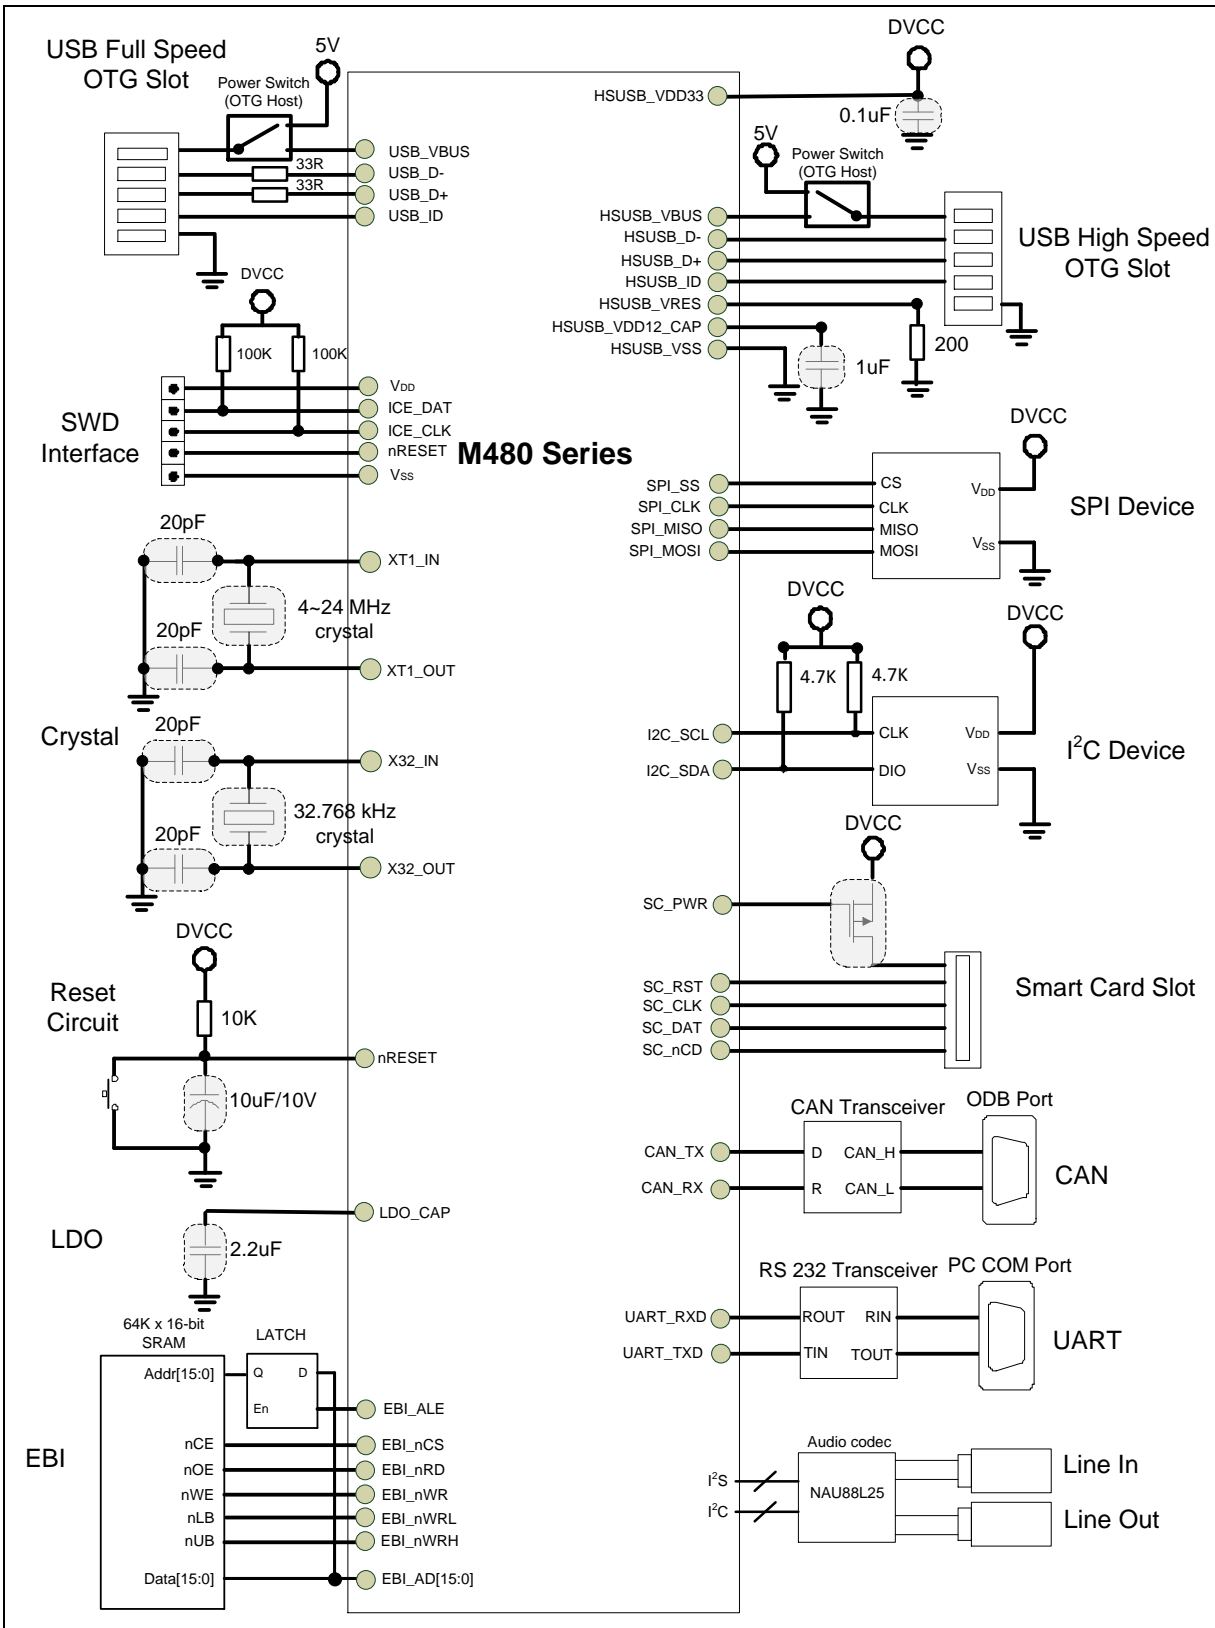 USB Full Speed
OTG Slot
5V
Power Switch
(OTG Host)
33R
33R
USB_VBUS
USB_D-
USB_D+
USB_ID
DVCC
100K
100K
SWD
Interface
VDD
ICE_DAT
ICE_CLK
nRESET
Vss
M480 Series
20pF
XT1_IN
4~24 MHz
crystal
20pF
XT1_OUT
Crystal
20pF
X32_IN
32.768 kHz
crystal
20pF
X32_OUT
DVCC
Reset
Circuit
10K
nRESET
10uF/10V
LDO
LDO_CAP
2.2uF
64K x 16-bit
SRAM
LATCH
Addr[15:0]
Q
D
En
EBI_ALE
EBI
nCE
EBI_nCS
nOE
EBI_nRD
nWE
EBI_nWR
nLB
EBI_nWRL
nUB
EBI_nWRH
Data[15:0]
EBI_AD[15:0]
DVCC
HSUSB_VDD33
0.1uF
5V
Power Switch
(OTG Host)
HSUSB_VBUS
HSUSB_D-
HSUSB_D+
HSUSB_ID
HSUSB_VRES
HSUSB_VDD12_CAP
HSUSB_VSS
USB High Speed
OTG Slot
200
1uF
DVCC
SPI_SS
SPI_CLK
SPI_MISO
SPI_MOSI
CS
CLK
MISO
MOSI
VDD
VSS
SPI Device
DVCC
DVCC
4.7K
4.7K
I2C_SCL
I2C_SDA
CLK
DIO
VDD
Vss
I²C Device
DVCC
SC_PWR
SC_RST
SC_CLK
SC_DAT
SC_nCD
Smart Card Slot
CAN Transceiver
ODB Port
CAN_TX
CAN_RX
D
R
CAN_H
CAN_L
CAN
RS 232 Transceiver
PC COM Port
UART_RXD
UART_TXD
ROUT
TIN
RIN
TOUT
UART
Audio codec
I²S
I²C
NAU88L25
Line In
Line Out